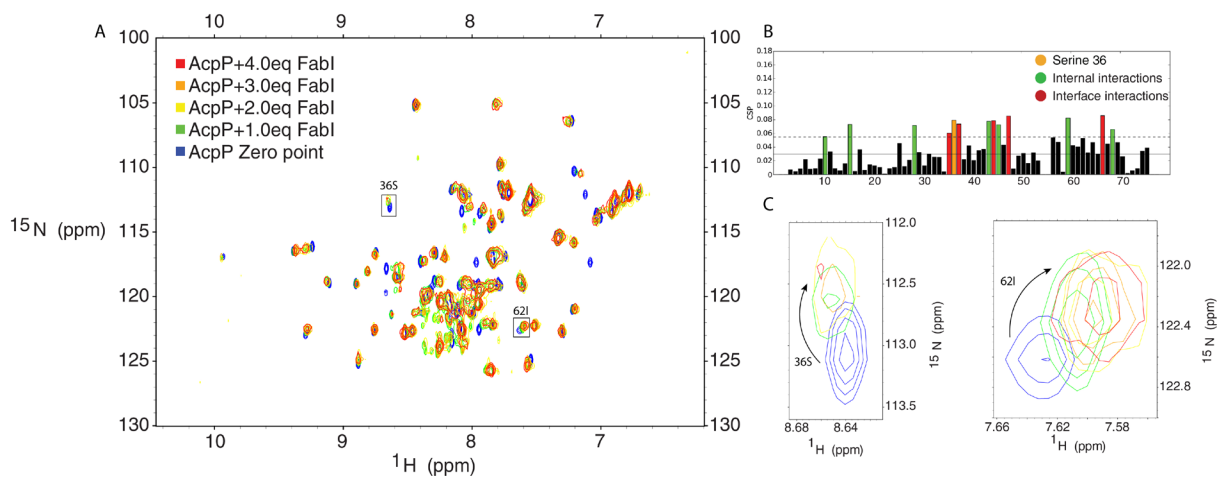 A
10 9 8 7
100 100
105 105
110 110
115 115
120 120
125 125
130 130
10 9 8 7
15N (ppm)
1H (ppm)
AcpP+4.0eq FabI
AcpP+3.0eq FabI
AcpP+2.0eq FabI
AcpP+1.0eq FabI
AcpP Zero point
36S
62I
B
0.18
0.16
0.14
0.12
0.10
0.08
0.06
0.04
0.02
0.00
CSP
10 20 30 40 50 60 70
Serine 36
Internal interactions
Interface interactions
C
36S
112.0
112.5
113.0
113.5
15 N (ppm)
8.68 8.64
1H (ppm)
62I
122.0
122.4
122.8
15 N (ppm)
7.66 7.62 7.58
1H (ppm)